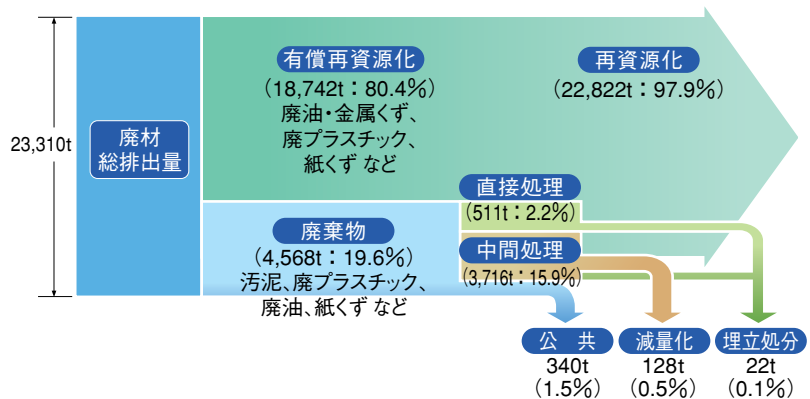 23,310t
廃材
総排出量
有償再資源化
(18,742t:80.4%)
廃油・金属くず、
廃プラスチック、
紙くず など
再資源化
(22,822t:97.9%)
廃棄物
(4,568t:19.6%)
汚泥、廃プラスチック、
廃油、紙くず など
直接処理
(511t:2.2%)
中間処理
(3,716t:15.9%)
公 共
340t
(1.5%)
減量化
128t
(0.5%)
埋立処分
22t
(0.1%)